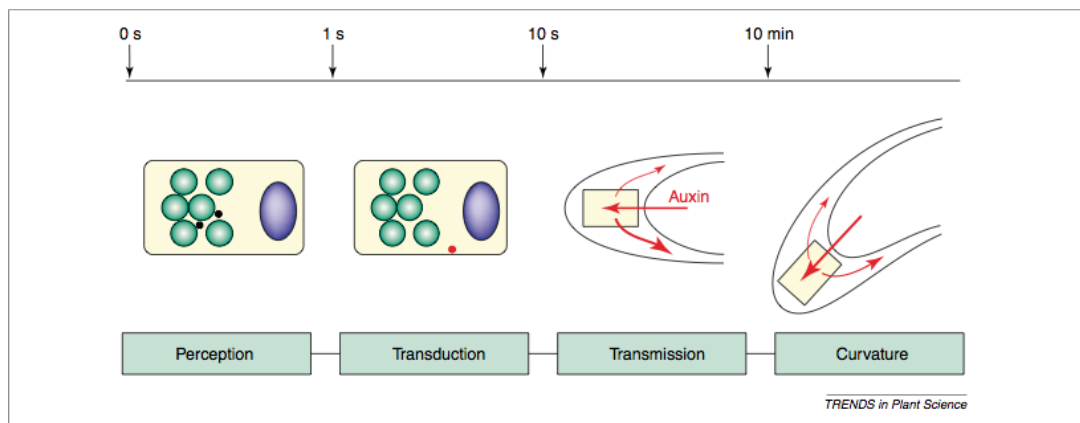 0 s 1 s 10 s 10 min
Auxin
Perception Transduction Transmission Curvature
TRENDS in Plant Science